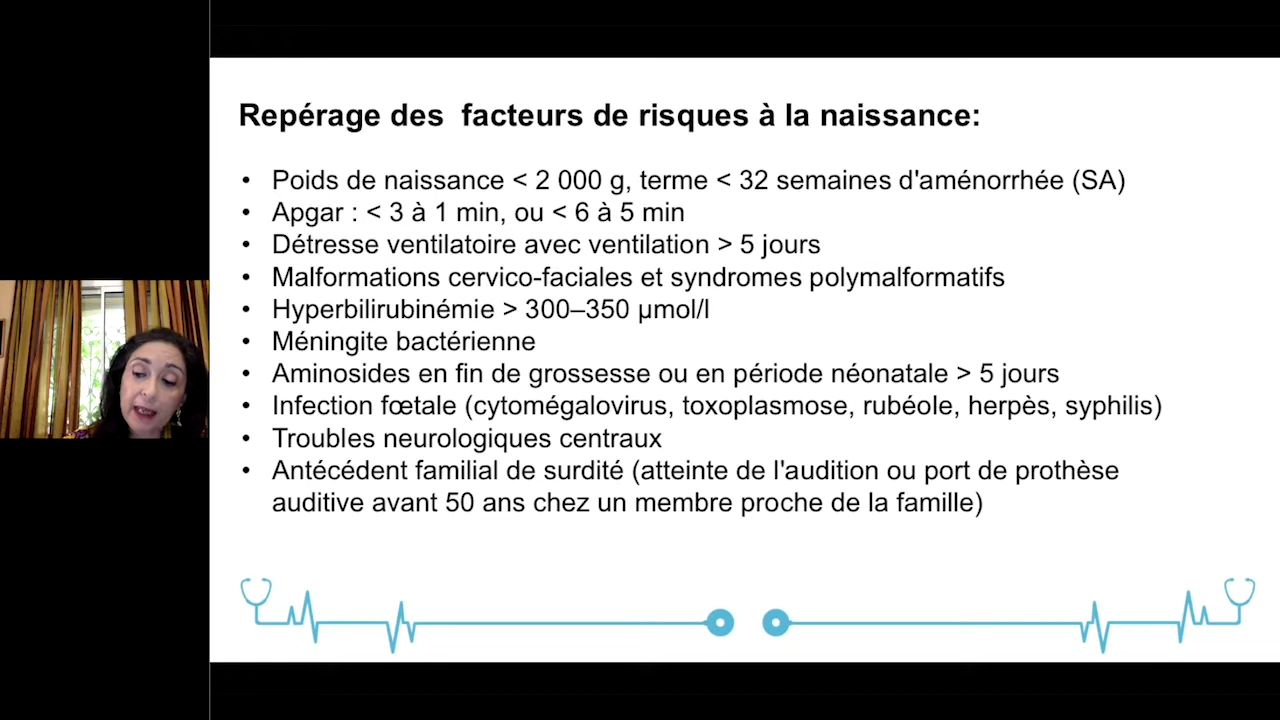 Repérage des facteurs de risques à la naissance:
• Poids de naissance < 2 000 g, terme < 32 semaines d'aménorrhée (SA)
• Apgar : < 3 à 1 min, ou < 6 à 5 min
• Détresse ventilatoire avec ventilation > 5 jours
• Malformations cervico-faciales et syndromes polymalformatifs
• Hyperbilirubinémie > 300–350 μmol/l
• Méningite bactérienne
• Aminosides en fin de grossesse ou en période néonatale > 5 jours
• Infection fœtale (cytomégalovirus, toxoplasmose, rubéole, herpès, syphilis)
• Troubles neurologiques centraux
• Antécédent familial de surdité (atteinte de l'audition ou port de prothèse
auditive avant 50 ans chez un membre proche de la famille)